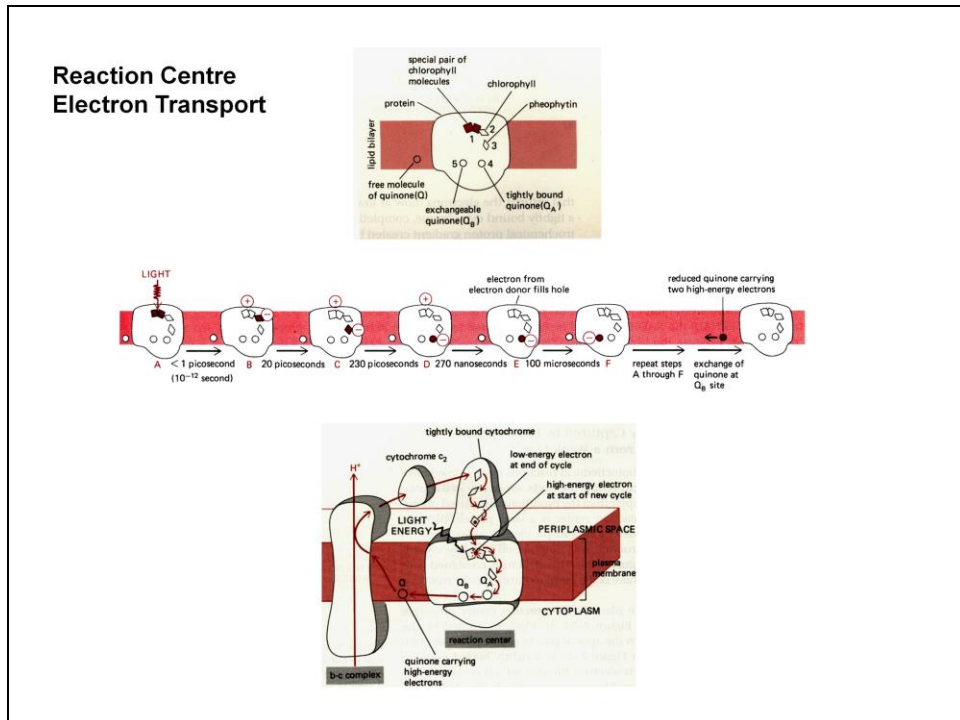 Reaction Centre
Electron Transport
special pair of
chlorophyll
molecules
chlorophyll
protein
pheophytin
lipid bilayer
1
2
3
5
4
free molecule
of quinone(Q)
tightly bound
quinone(QA)
exchangeable
quinone(QB)
LIGHT
electron from
electron donor fills hole
reduced quinone carrying
two high-energy electrons
A
< 1 picosecond
(10−12 second)
B
20 picoseconds
C
230 picoseconds
D
270 nanoseconds
E
100 microseconds
F
repeat steps
A through F
exchange of
quinone at
QB site
tightly bound cytochrome
cytochrome c2
low-energy electron
at end of cycle
H+
high-energy electron
at start of new cycle
LIGHT
ENERGY
PERIPLASMIC SPACE
plasma
membrane
Q
QB
QA
CYTOPLASM
reaction center
quinone carrying
high-energy
electrons
b-c complex